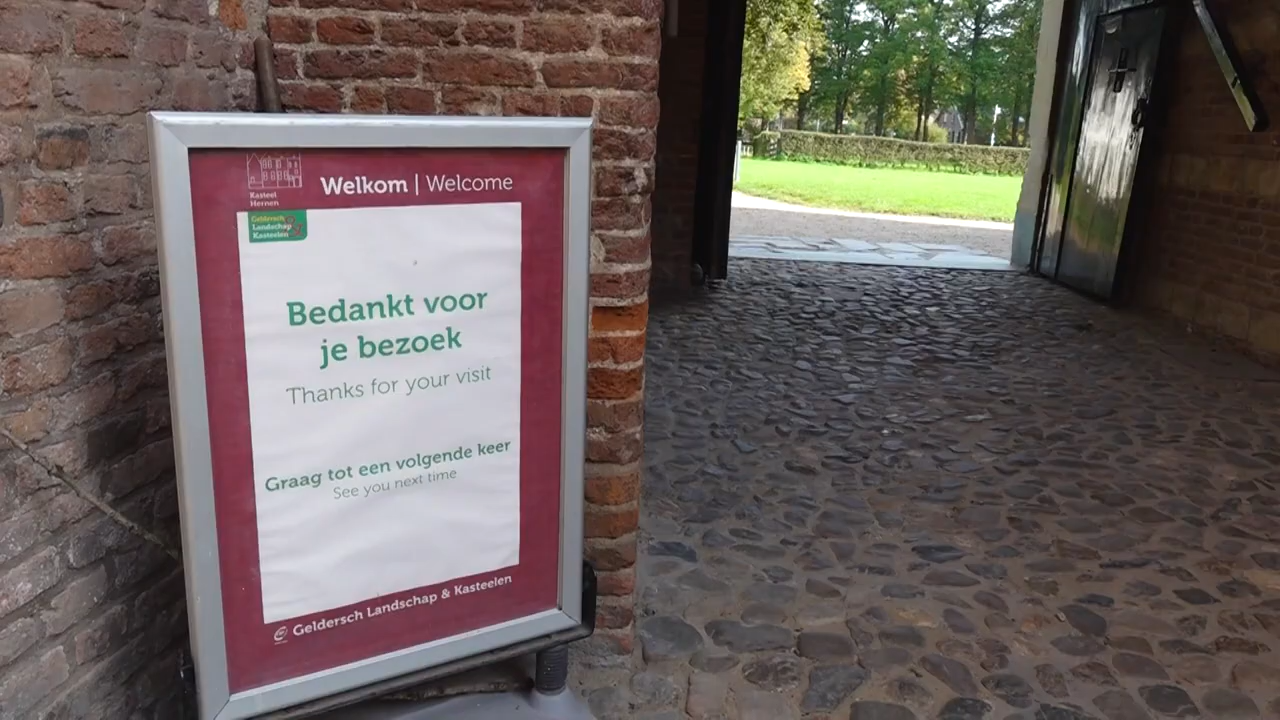 Kasteel
Hernen
Welkom | Welcome
Geldersch
Landschap
Kasteelen
Bedankt voor
je bezoek
Thanks for your visit
Graag tot een volgende keer
See you next time
Geldersch Landschap & Kasteelen